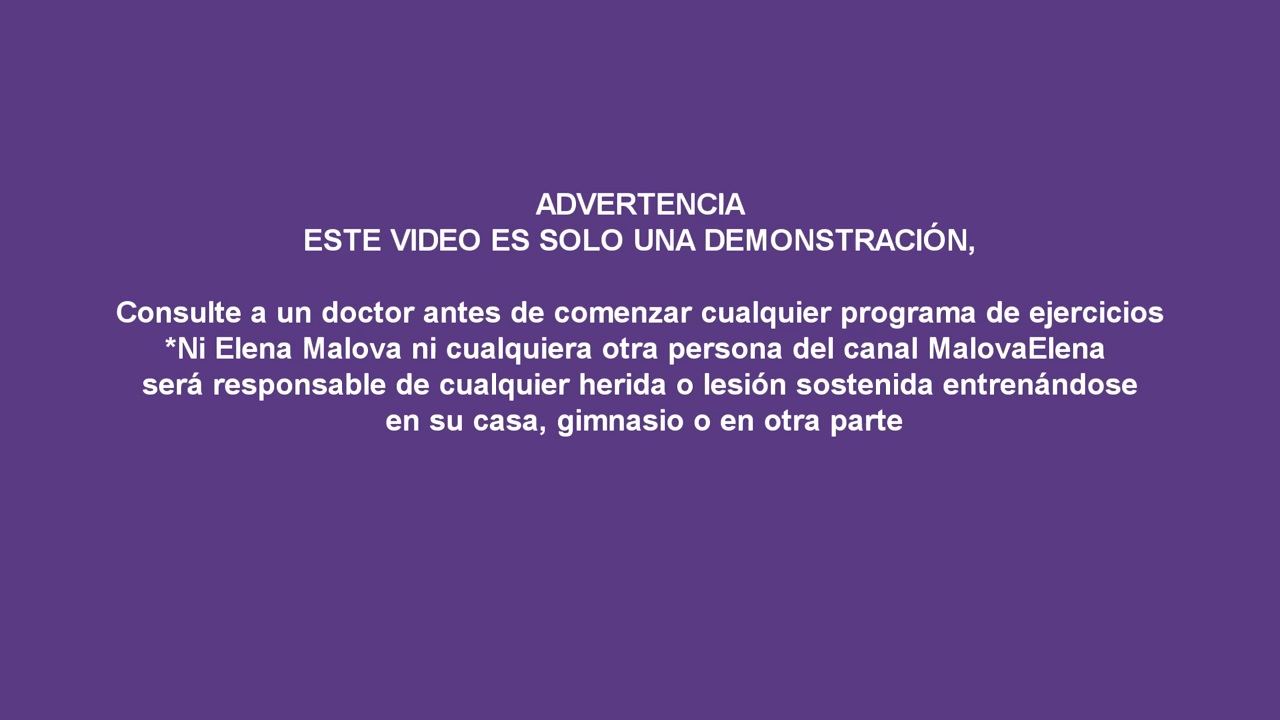 ADVERTENCIA
ESTE VIDEO ES SOLO UNA DEMONSTRACIÓN,
Consulte a un doctor antes de comenzar cualquier programa de ejercicios
*Ni Elena Malova ni cualquiera otra persona del canal MalovaElena
será responsable de cualquier herida o lesión sostenida entrenándose
en su casa, gimnasio o en otra parte